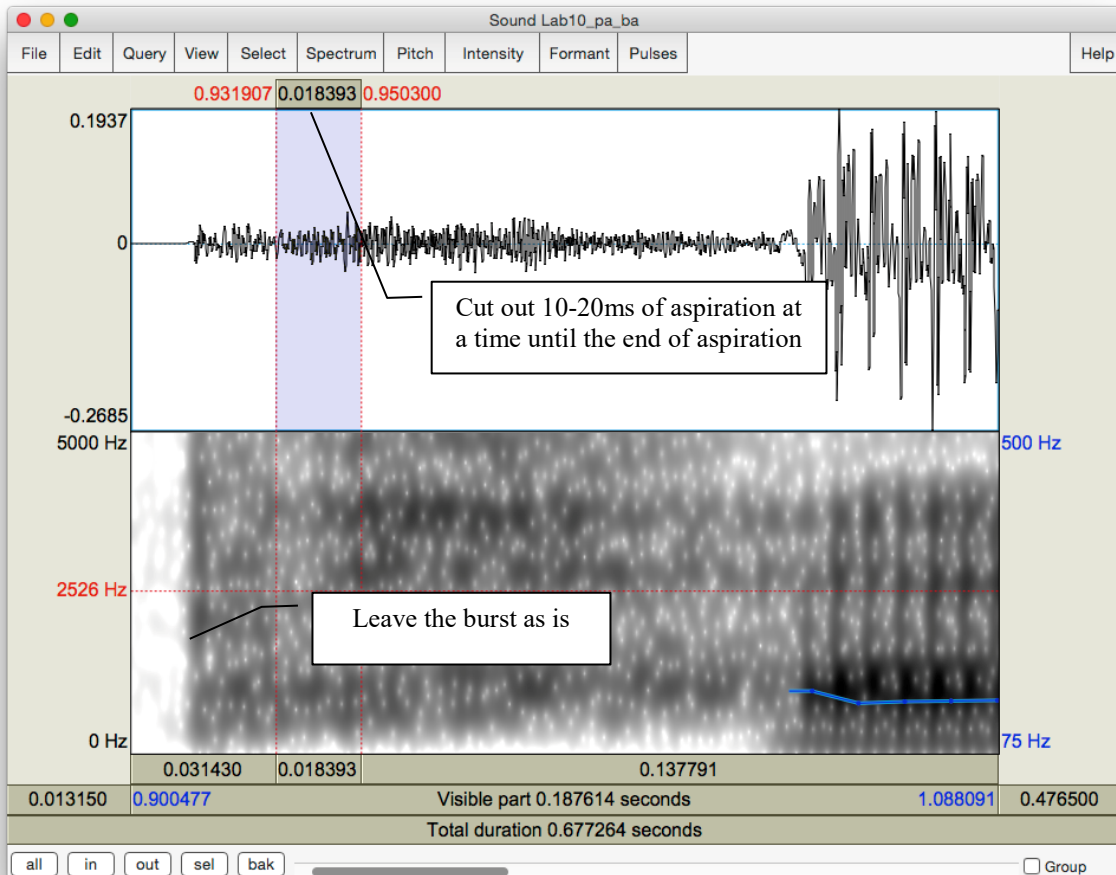 Sound Lab10_pa_ba
File Edit Query View Select Spectrum Pitch Intensity Formant Pulses Help
0.931907 0.018393 0.950300
0.1937
0
Cut out 10-20ms of aspiration at
a time until the end of aspiration
-0.2685
5000 Hz 500 Hz
2526 Hz
Leave the burst as is
0 Hz 75 Hz
0.031430 0.018393 0.137791
0.013150 0.900477 Visible part 0.187614 seconds 1.088091 0.476500
Total duration 0.677264 seconds
all in out sel bak Group